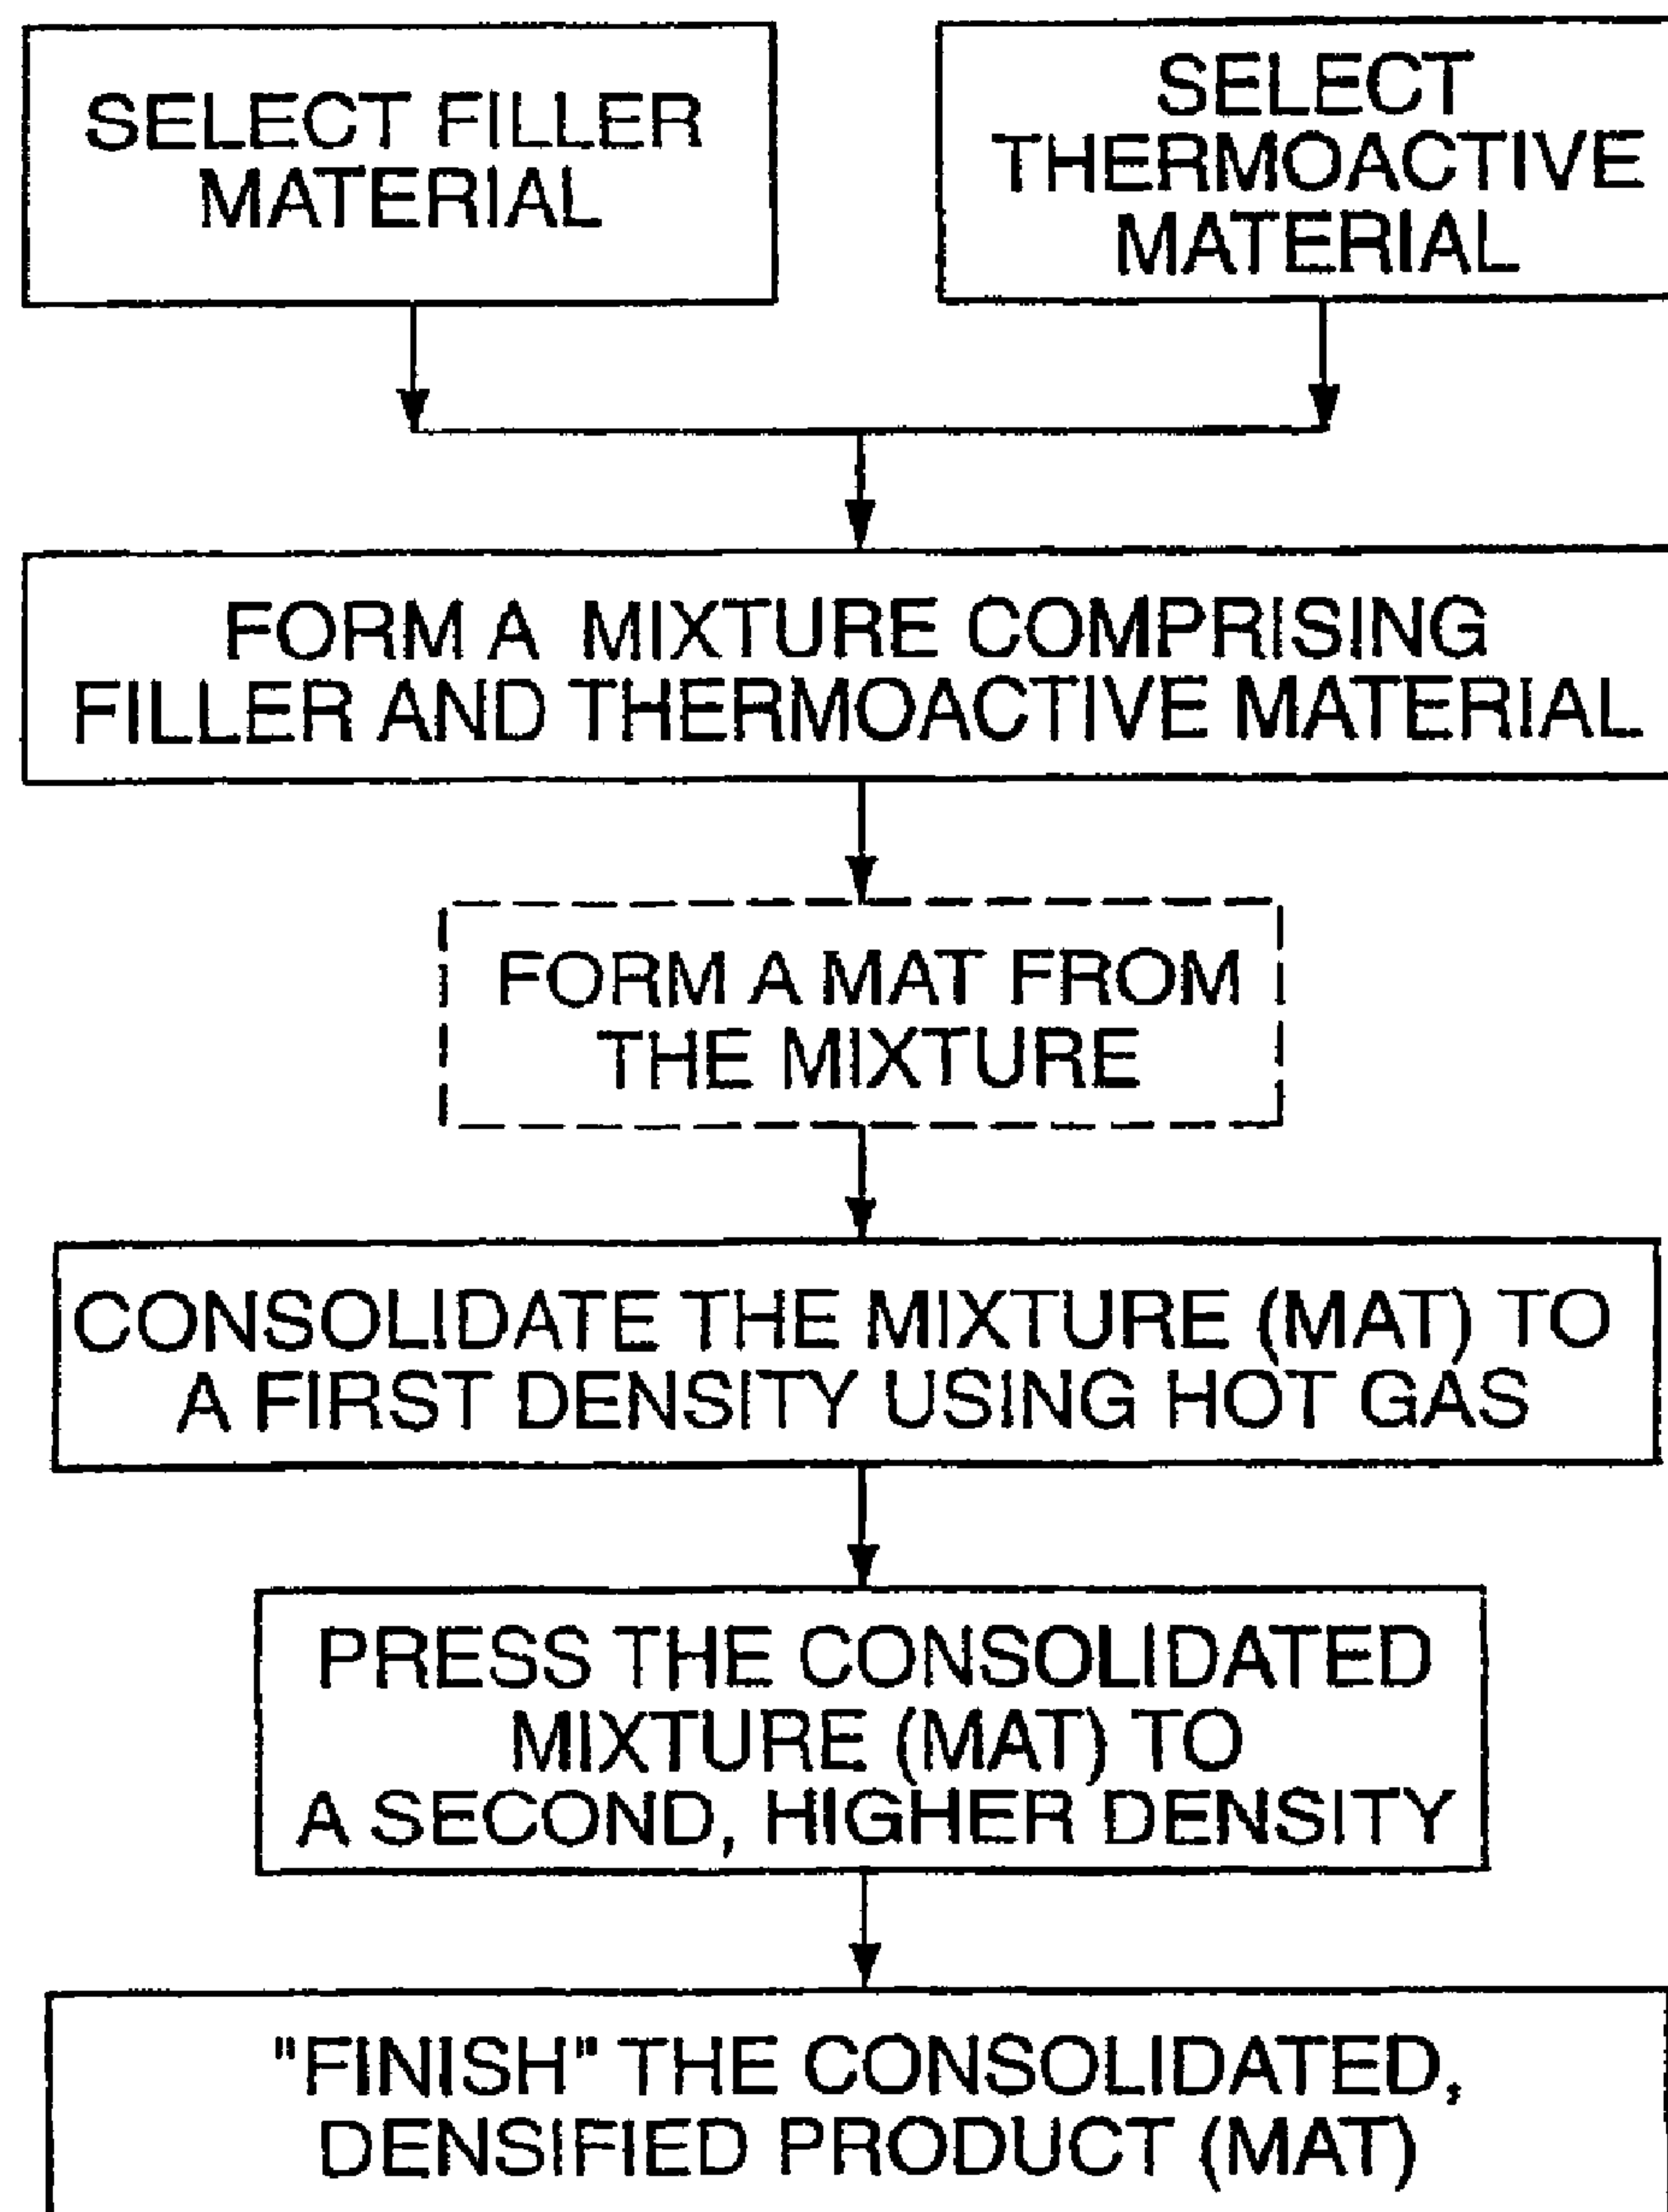 SELECT FILLER
MATERIAL
SELECT
THERMOACTIVE
MATERIAL
FORM A MIXTURE COMPRISING
FILLER AND THERMOACTIVE MATERIAL
FORM A MAT FROM
THE MIXTURE
CONSOLIDATE THE MIXTURE (MAT) TO
A FIRST DENSITY USING HOT GAS
PRESS THE CONSOLIDATED
MIXTURE (MAT) TO
A SECOND, HIGHER DENSITY
"FINISH" THE CONSOLIDATED,
DENSIFIED PRODUCT (MAT)